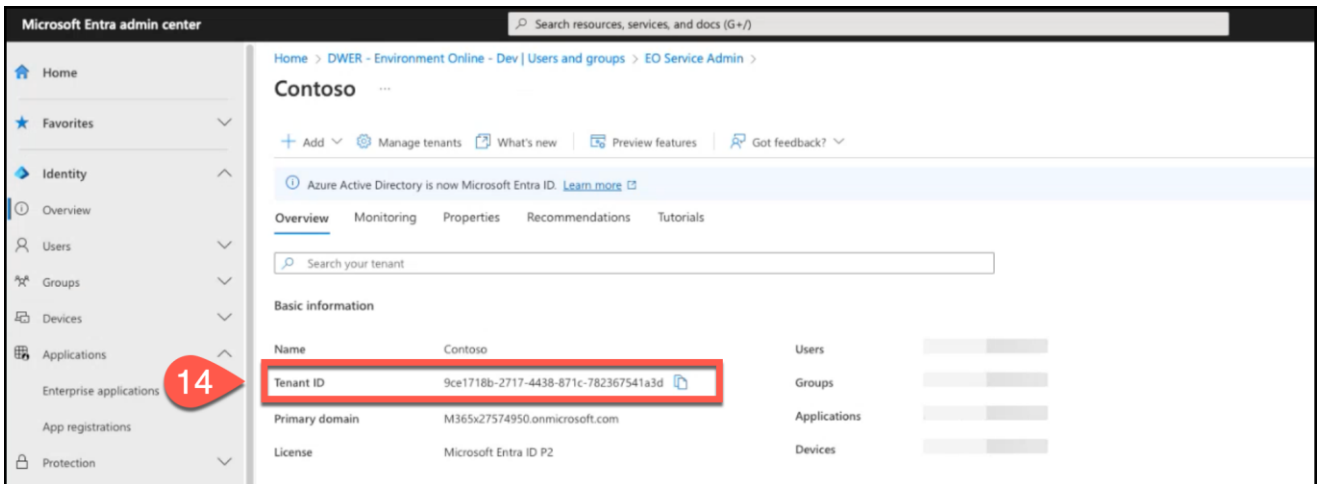 Microsoft Entra admin center
Search resources, services, and docs (G+/)
Home
Favorites
Identity
Overview
Users
Groups
Devices
Applications
Enterprise applications
App registrations
Protection
Home > DWER - Environment Online - Dev | Users and groups > EO Service Admin >
Contoso ...
Add Manage tenants What's new Preview features Got feedback?
Azure Active Directory is now Microsoft Entra ID. Learn more
Overview Monitoring Properties Recommendations Tutorials
Search your tenant
Basic information
Name Contoso Users
14
Tenant ID 9ce1718b-2717-4438-871c-782367541a3d Groups
Primary domain M365x27574950.onmicrosoft.com Applications
License Microsoft Entra ID P2 Devices